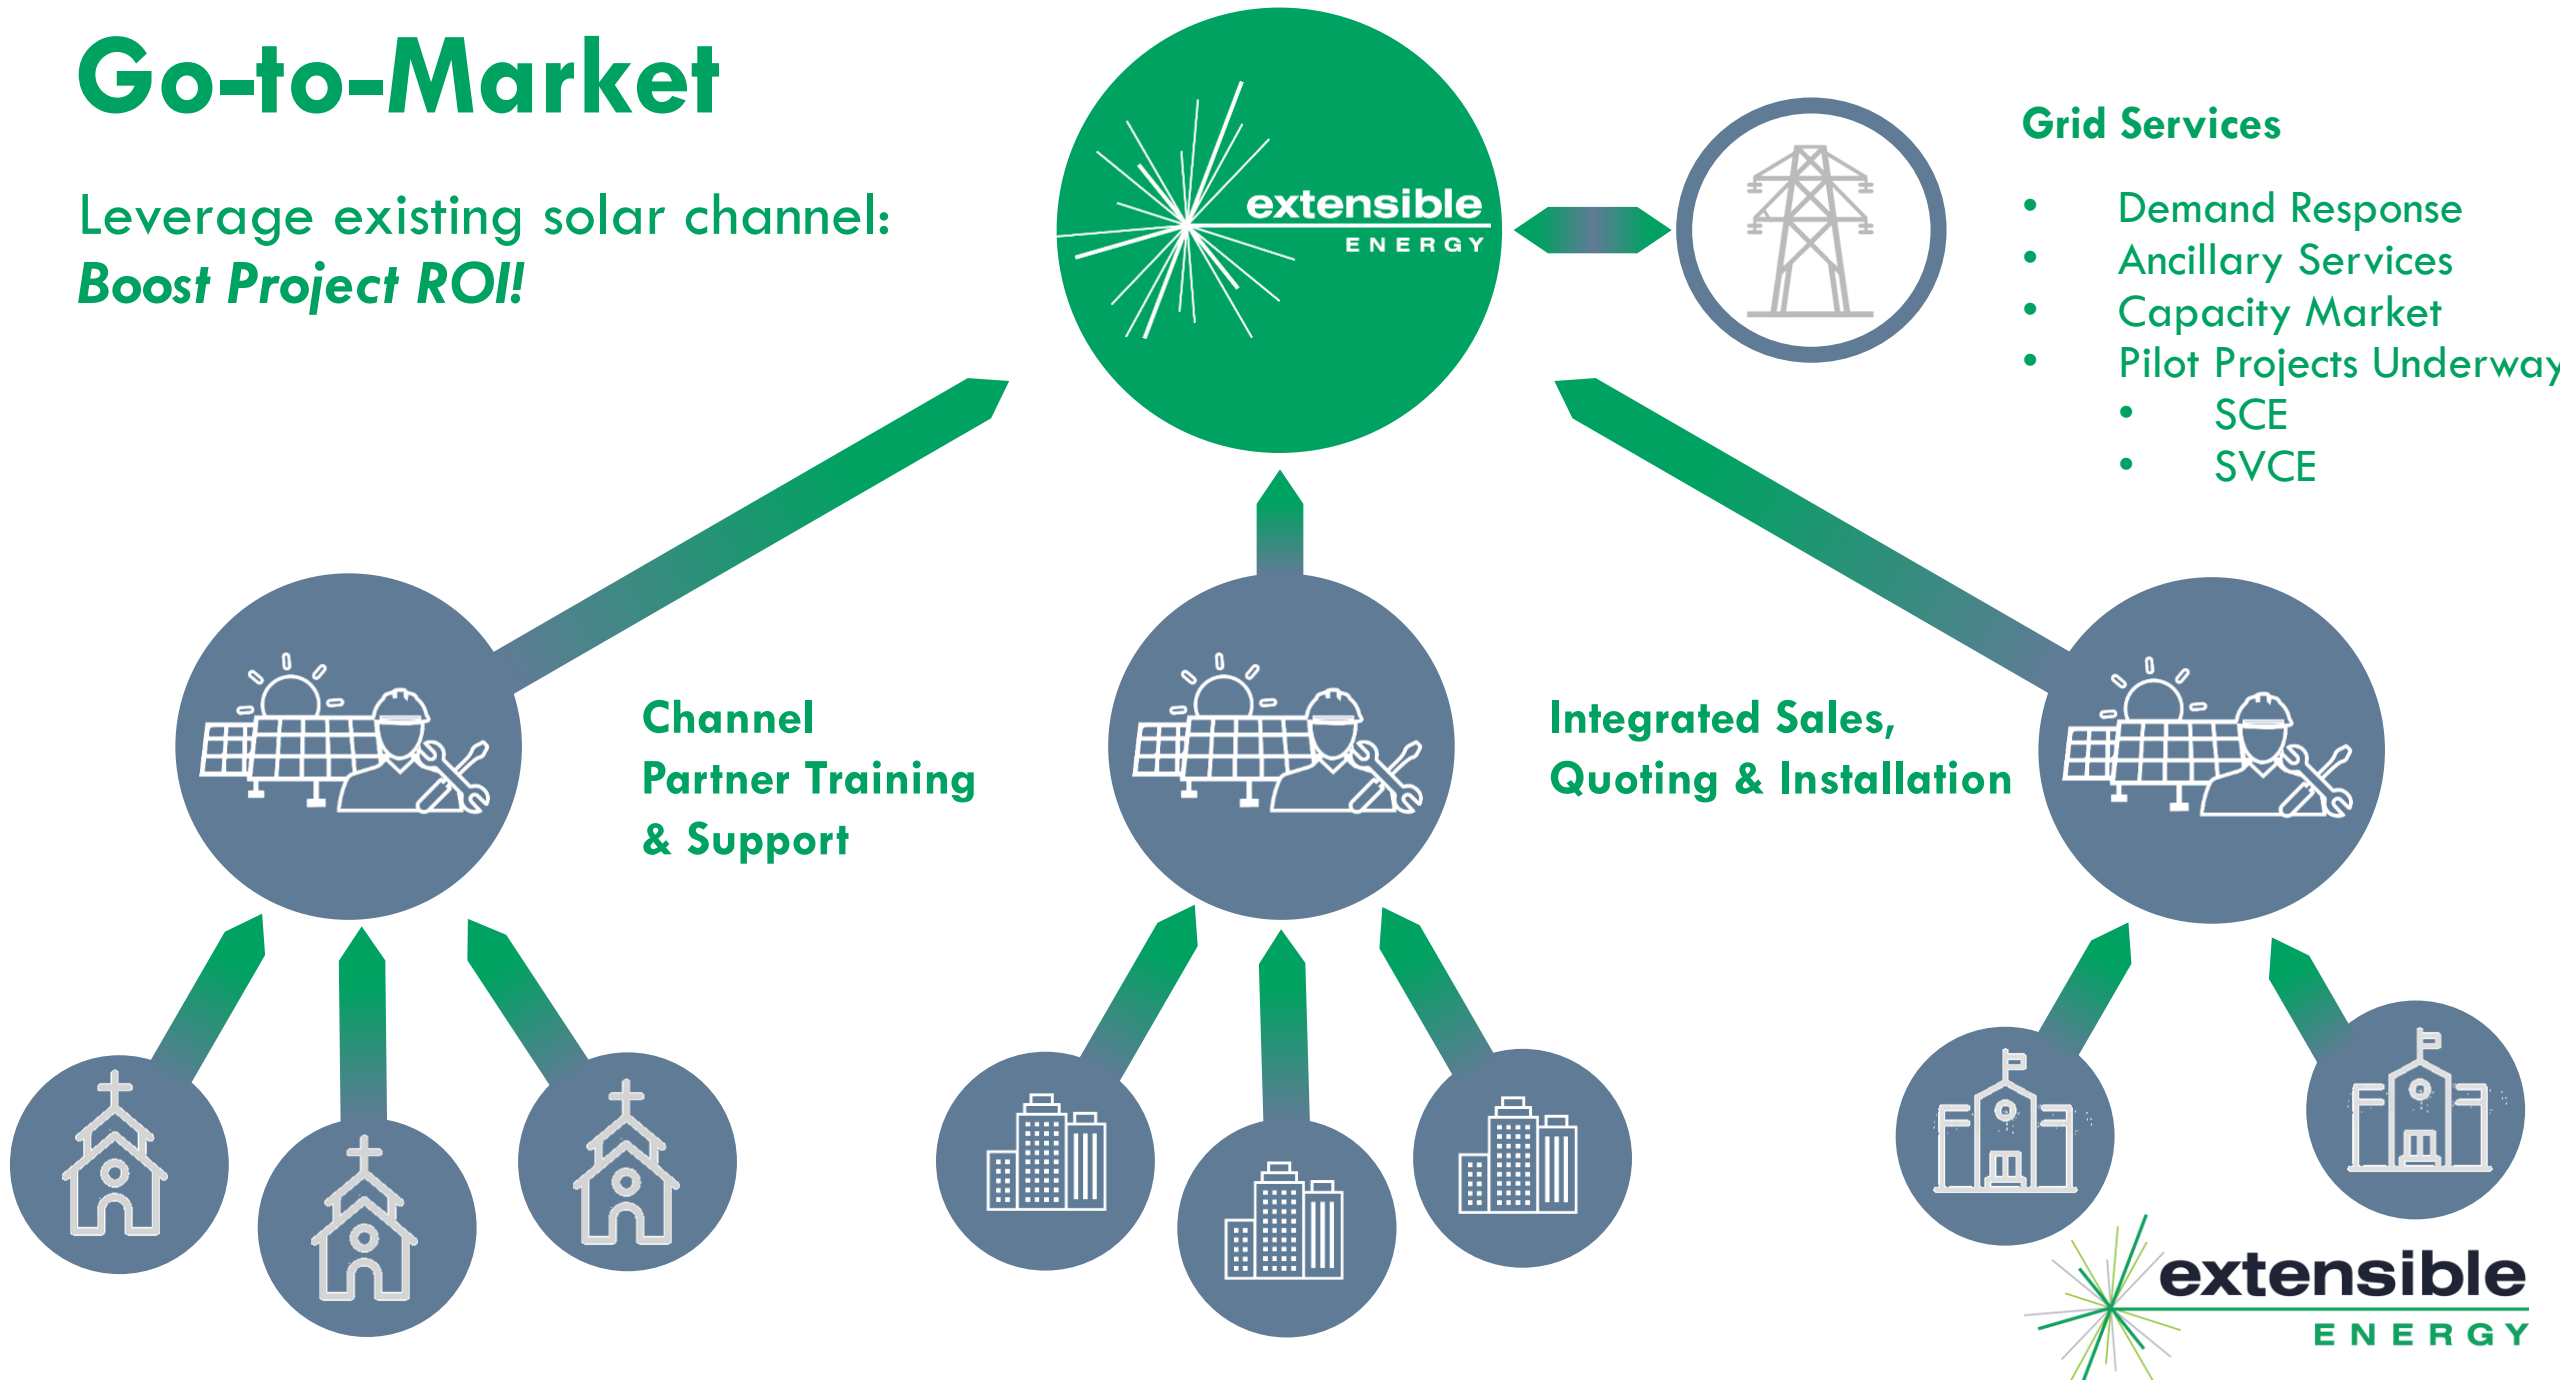 Go-to-Market
Leverage existing solar channel:
Boost Project ROI!
extensible
ENERGY
Grid Services
• Demand Response
• Ancillary Services
• Capacity Market
• Pilot Projects Underway
• SCE
• SVCE
Channel
Partner Training
& Support
Integrated Sales,
Quoting & Installation
extensible
ENERGY